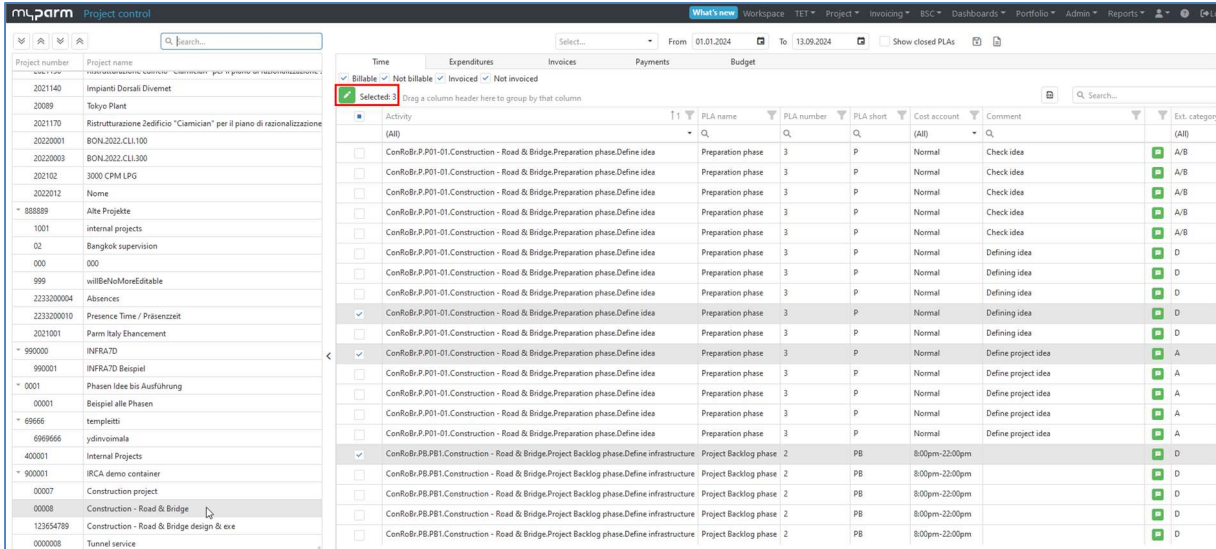 myparm Project control What's new Workspace TET Project Invoicing BSC Dashboards Portfolio Admin Reports
Search... Select... From 01.01.2024 To 13.09.2024 Show closed PLAs
Project number Project name
2021140 Impianti Dorsali Divemet
20089 Tokyo Plant
2021170 Ristrutturazione 2edificio "Ciamician" per il piano di razionalizzazione
20220001 BON.2022.CLI.100
20220003 BON.2022.CLI.300
202102 3000 CPM LPG
2022012 Nome
888889 Alte Projekte
1001 internal projects
02 Bangkok supervision
000 000
999 willBeNoMoreEditable
2233200004 Absences
2233200010 Presence Time / Präsenzzeit
2021001 Parm Italy Ehancement
990000 INFRA7D
990001 INFRA7D Beispiel
0001 Phasen Idee bis Ausführung
00001 Beispiel alle Phasen
69666 templeitti
6969666 ydinvoimala
400001 Internal Projects
900001 IRCA demo container
00007 Construction project
00008 Construction - Road & Bridge
123654789 Construction - Road & Bridge design & exe
0000008 Tunnel service
Time Expenditures Invoices Payments Budget
Billable Not billable Invoiced Not invoiced
Selected: 3 Drag a column header here to group by that column Search...
Activity 1 PLA name PLA number PLA short Cost account Comment Ext. category
(All) (All) (All)
ConRoBr.P.P01-01.Construction - Road & Bridge.Preparation phase.Define idea Preparation phase 3 P Normal Check idea A/B
ConRoBr.P.P01-01.Construction - Road & Bridge.Preparation phase.Define idea Preparation phase 3 P Normal Check idea A/B
ConRoBr.P.P01-01.Construction - Road & Bridge.Preparation phase.Define idea Preparation phase 3 P Normal Check idea A/B
ConRoBr.P.P01-01.Construction - Road & Bridge.Preparation phase.Define idea Preparation phase 3 P Normal Check idea A/B
ConRoBr.P.P01-01.Construction - Road & Bridge.Preparation phase.Define idea Preparation phase 3 P Normal Check idea A/B
ConRoBr.P.P01-01.Construction - Road & Bridge.Preparation phase.Define idea Preparation phase 3 P Normal Defining idea D
ConRoBr.P.P01-01.Construction - Road & Bridge.Preparation phase.Define idea Preparation phase 3 P Normal Defining idea D
ConRoBr.P.P01-01.Construction - Road & Bridge.Preparation phase.Define idea Preparation phase 3 P Normal Defining idea D
ConRoBr.P.P01-01.Construction - Road & Bridge.Preparation phase.Define idea Preparation phase 3 P Normal Defining idea D
ConRoBr.P.P01-01.Construction - Road & Bridge.Preparation phase.Define idea Preparation phase 3 P Normal Defining idea D
ConRoBr.P.P01-01.Construction - Road & Bridge.Preparation phase.Define idea Preparation phase 3 P Normal Define project idea A
ConRoBr.P.P01-01.Construction - Road & Bridge.Preparation phase.Define idea Preparation phase 3 P Normal Define project idea A
ConRoBr.P.P01-01.Construction - Road & Bridge.Preparation phase.Define idea Preparation phase 3 P Normal Define project idea A
ConRoBr.P.P01-01.Construction - Road & Bridge.Preparation phase.Define idea Preparation phase 3 P Normal Define project idea A
ConRoBr.P.P01-01.Construction - Road & Bridge.Preparation phase.Define idea Preparation phase 3 P Normal Define project idea A
ConRoBr.PB.PB1.Construction - Road & Bridge.Project Backlog phase.Define infrastructure Project Backlog phase 2 PB 8:00pm-22:00pm D
ConRoBr.PB.PB1.Construction - Road & Bridge.Project Backlog phase.Define infrastructure Project Backlog phase 2 PB 8:00pm-22:00pm D
ConRoBr.PB.PB1.Construction - Road & Bridge.Project Backlog phase.Define infrastructure Project Backlog phase 2 PB 8:00pm-22:00pm D
ConRoBr.PB.PB1.Construction - Road & Bridge.Project Backlog phase.Define infrastructure Project Backlog phase 2 PB 8:00pm-22:00pm D
ConRoBr.PB.PB1.Construction - Road & Bridge.Project Backlog phase.Define infrastructure Project Backlog phase 2 PB 8:00pm-22:00pm D